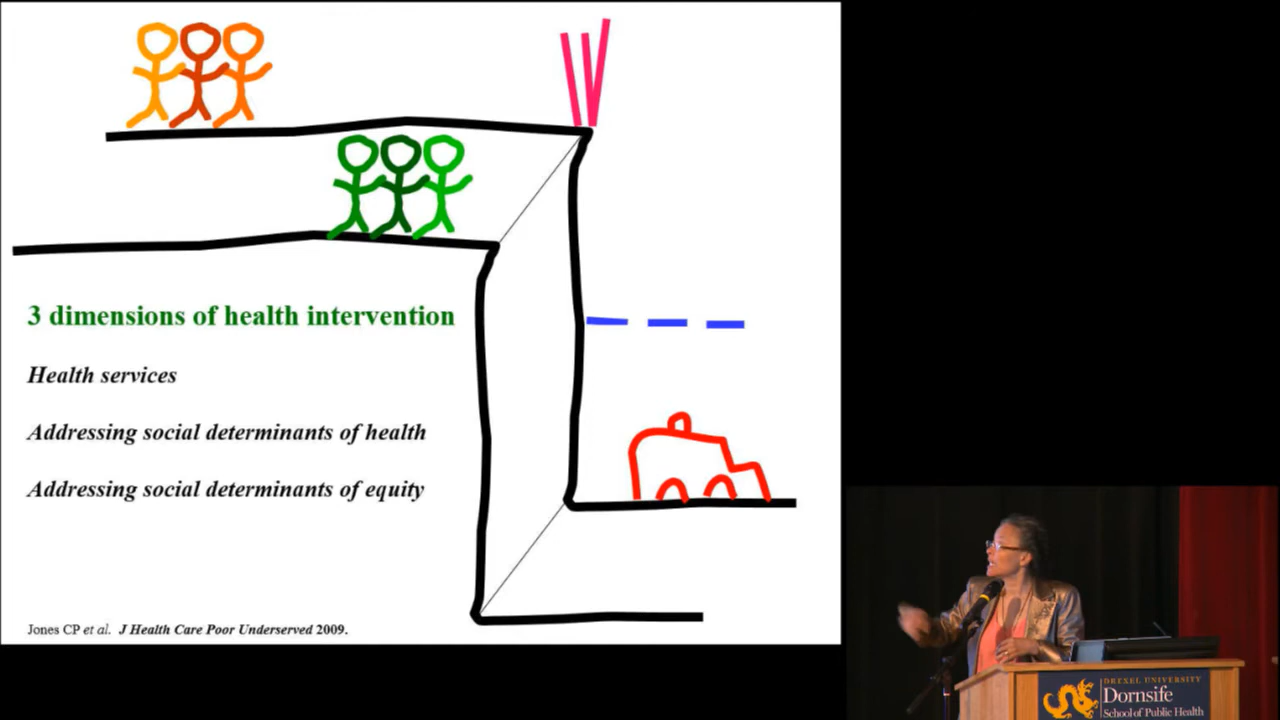 3 dimensions of health intervention
Health services
Addressing social determinants of health
Addressing social determinants of equity
Jones CP et al. J Health Care Poor Underserved 2009.
DREXEL UNIVERSITY
Dornsife
School of Public Health